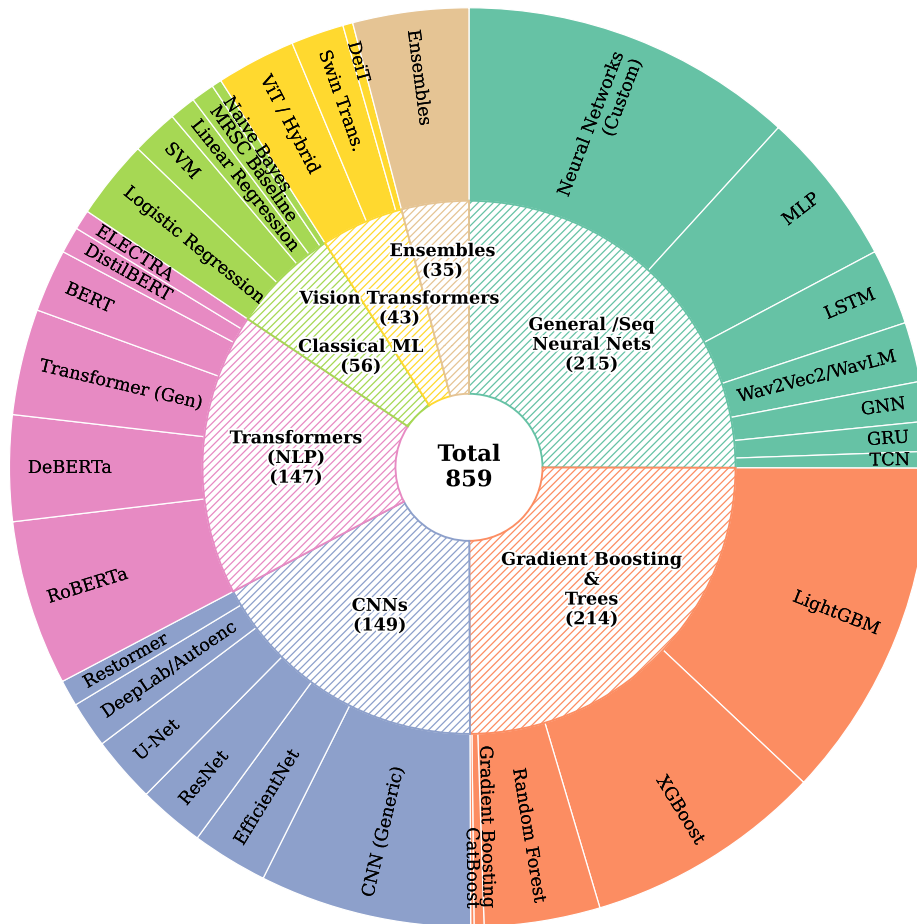 Ensembles
DeiT
Swin Trans.
ViT / Hybrid
Naive Bayes
MRSC Baseline
Linear Regression
SVM
Logistic Regression
ELECTRA
DistilBERT
BERT
Transformer (Gen)
DeBERTa
RoBERTa
Restormer
DeepLab/Autoenc
U-Net
ResNet
EfficientNet
CNN (Generic)
CatBoost
Gradient Boosting
Random Forest
XGBoost
LightGBM
TCN
GRU
GNN
Wav2Vec2/WavLM
LSTM
MLP
Neural Networks
(Custom)
Ensembles
(35)
Vision Transformers
(43)
Classical ML
(56)
General /Seq
Neural Nets
(215)
Transformers
(NLP)
(147)
Total
859
Gradient Boosting
&
Trees
(214)
CNNs
(149)